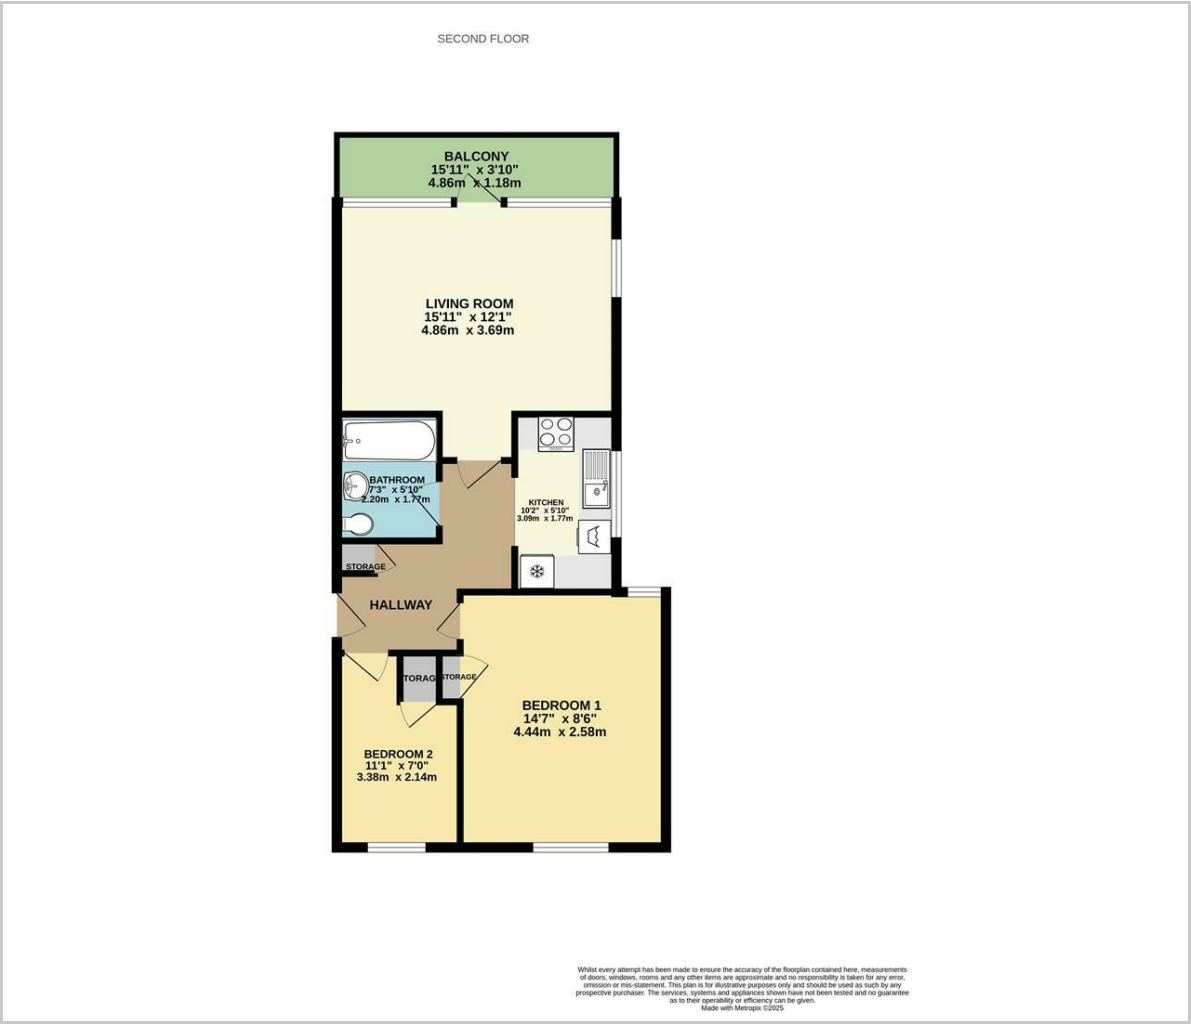 SECOND FLOOR
BALCONY
15'11" x 3'10"
4.86m x 1.18m
LIVING ROOM
15'11" x 12'1"
4.86m x 3.69m
BATHROOM
7'3" x 5'10"
2.20m x 1.77m
KITCHEN
10'2" x 5'10"
3.09m x 1.77m
STORAGE
HALLWAY
TORAG
STORAGE
BEDROOM 1
14'7" x 8'6"
4.44m x 2.58m
BEDROOM 2
11'1" x 7'0"
3.38m x 2.14m
Whilst every attempt has been made to ensure the accuracy of the floorplan contained here, measurements
of doors, windows, rooms and any other items are approximate and no responsibility is taken for any error,
omission or mis-statement. This plan is for illustrative purposes only and should be used as such by any
prospective purchaser. The services, systems and appliances shown have not been tested and no guarantee
as to their operability or efficiency can be given.
Made with Metropix ©2025